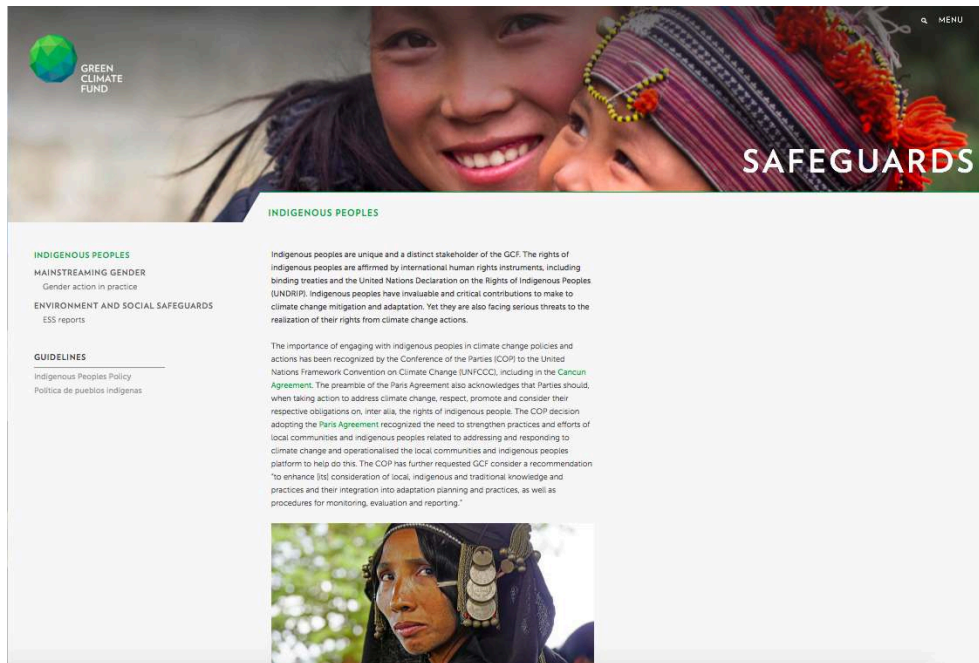 MENU
GREEN
CLIMATE
FUND
SAFEGUARDS
INDIGENOUS PEOPLES
INDIGENOUS PEOPLES
MAINSTREAMING GENDER
Gender action in practice
ENVIRONMENT AND SOCIAL SAFEGUARDS
ESS reports
GUIDELINES
Indigenous Peoples Policy
Política de pueblos indígenas
Indigenous peoples are unique and a distinct stakeholder of the GCF. The rights of
indigenous peoples are affirmed by international human rights instruments, including
binding treaties and the United Nations Declaration on the Rights of Indigenous Peoples
(UNDRIP). Indigenous peoples have invaluable and critical contributions to make to
climate change mitigation and adaptation. Yet they are also facing serious threats to the
realization of their rights from climate change actions.
The importance of engaging with indigenous peoples in climate change policies and
actions has been recognized by the Conference of the Parties (COP) to the United
Nations Framework Convention on Climate Change (UNFCCC), including in the Cancun
Agreement. The preamble of the Paris Agreement also acknowledges that Parties should,
when taking action to address climate change, respect, promote and consider their
respective obligations on, inter alia, the rights of indigenous people. The COP decision
adopting the Paris Agreement recognized the need to strengthen practices and efforts of
local communities and indigenous peoples related to addressing and responding to
climate change and operationalised the local communities and indigenous peoples
platform to help do this. The COP has further requested GCF consider a recommendation
"to enhance [its] consideration of local, indigenous and traditional knowledge and
practices and their integration into adaptation planning and practices, as well as
procedures for monitoring, evaluation and reporting."